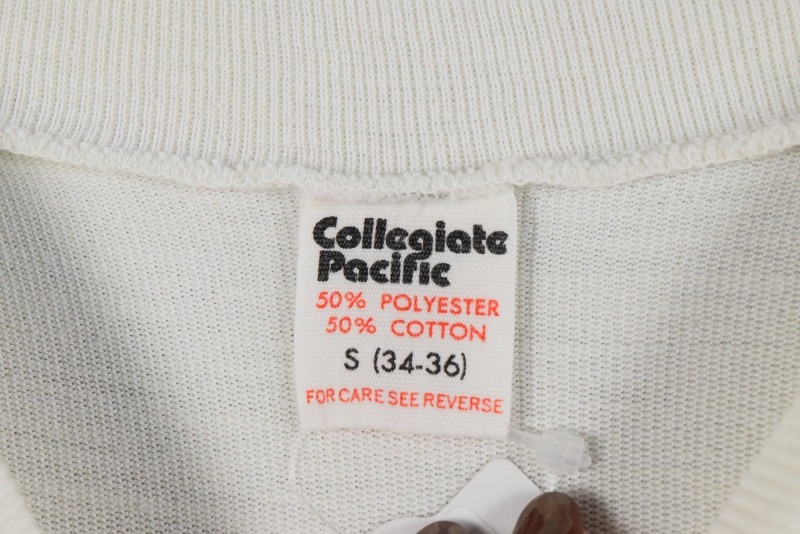 Collegiate
Pacific
50% POLYESTER
50% COTTON
S (34-36)
FOR CARE SEE REVERSE